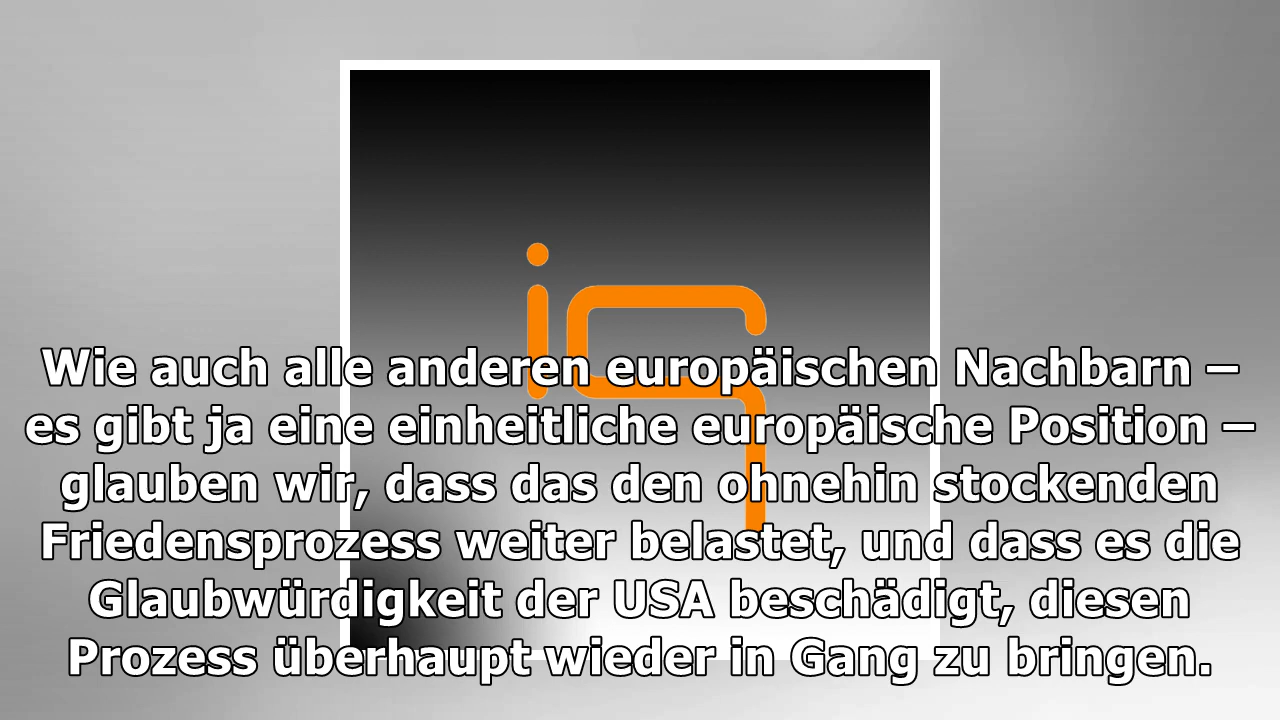 Wie auch alle anderen europäischen Nachbarn –
es gibt ja eine einheitliche europäische Position –
glauben wir, dass das den ohnehin stockenden
Friedensprozess weiter belastet, und dass es die
Glaubwürdigkeit der USA beschädigt, diesen
Prozess überhaupt wieder in Gang zu bringen.